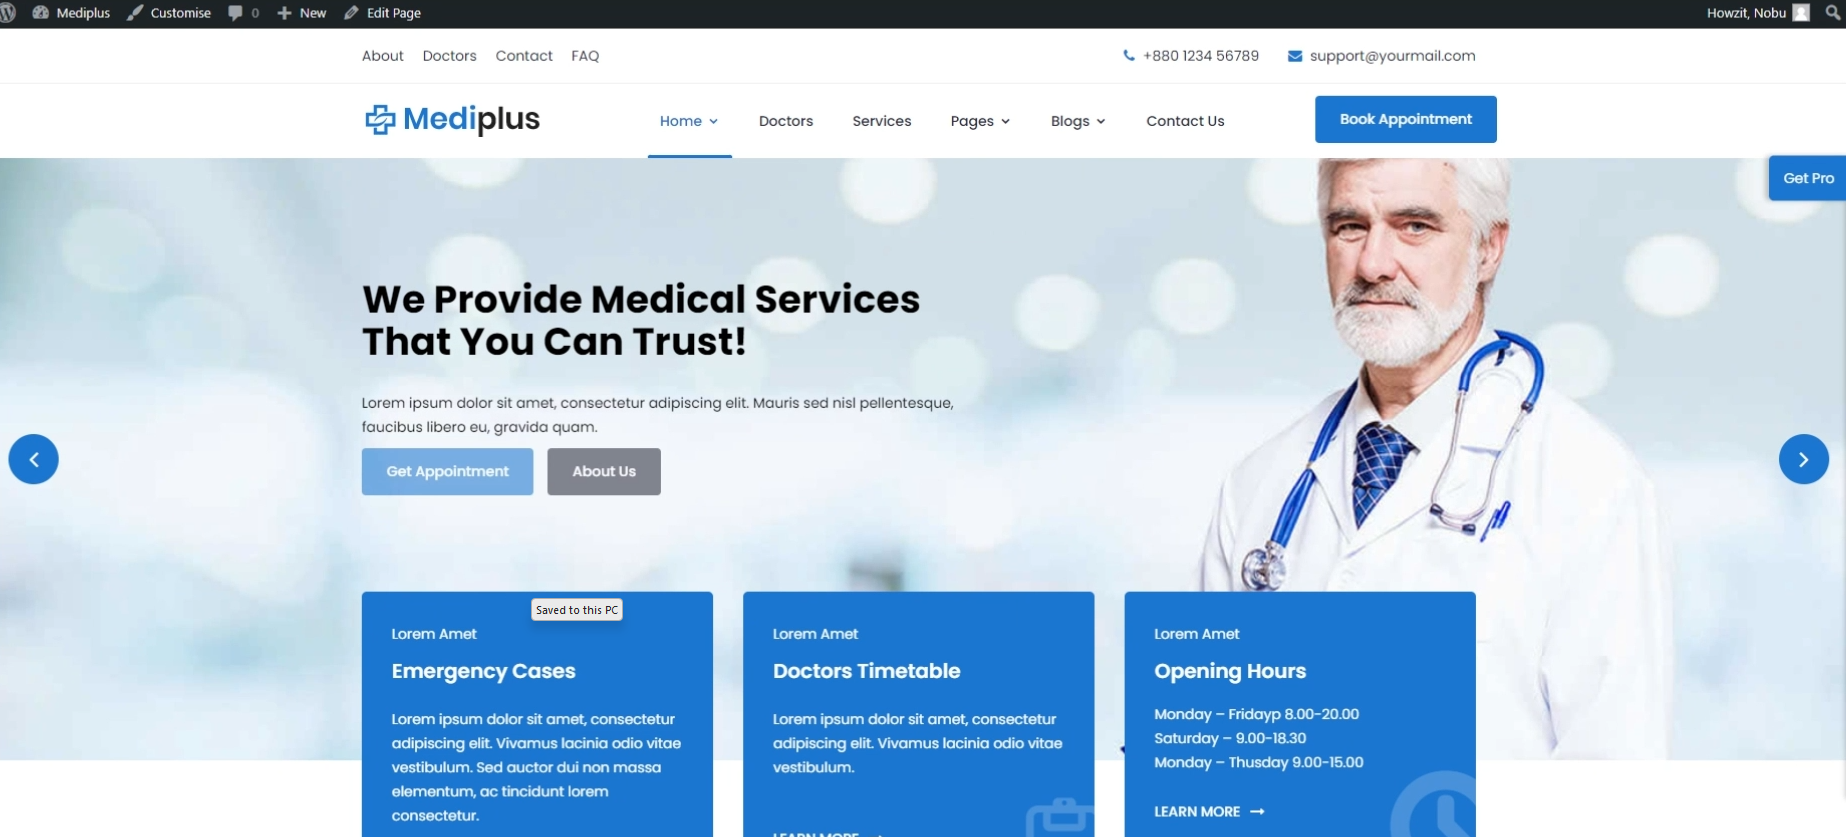 Mediplus Customise 0 New Edit Page Howzit, Nobu
About Doctors Contact FAQ +880 1234 56789 support@yourmail.com
Mediplus Home Doctors Services Pages Blogs Contact Us Book Appointment
Get Pro
We Provide Medical Services
That You Can Trust!
Lorem ipsum dolor sit amet, consectetur adipiscing elit. Mauris sed nisl pellentesque,
faucibus libero eu, gravida quam.
Get Appointment About Us
Saved to this PC
Lorem Amet
Emergency Cases
Lorem ipsum dolor sit amet, consectetur
adipiscing elit. Vivamus lacinia odio vitae
vestibulum. Sed auctor dui non massa
elementum, ac tincidunt lorem
consectetur.
Lorem Amet
Doctors Timetable
Lorem ipsum dolor sit amet, consectetur
adipiscing elit. Vivamus lacinia odio vitae
vestibulum.
LEARN MORE
Lorem Amet
Opening Hours
Monday – Fridayp 8.00-20.00
Saturday – 9.00-18.30
Monday – Thusday 9.00-15.00
LEARN MORE